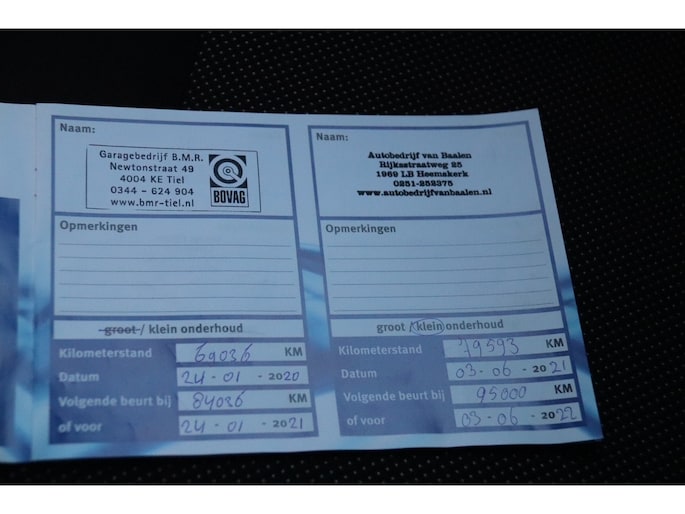 Naam:
Garagebedrijf B.M.R.
Newtonstraat 49
4004 KE Tiel
0344 - 624 904
www.bmr-tiel.nl
BOVAG
Opmerkingen
groot / klein onderhoud
Kilometerstand 69036 KM
Datum 24 - 01 - 2020
Volgende beurt bij 84036 KM
of voor 24 - 01 - 2021
Naam:
Autobedrijf van Baalen
Rijksstraatweg 25
1969 LB Heemskerk
0251-252375
www.autobedrijfvanbaalen.nl
Opmerkingen
groot / klein onderhoud
Kilometerstand 79593 KM
Datum 03 - 06 - 2021
Volgende beurt bij 95000 KM
of voor 03 - 06 - 2022